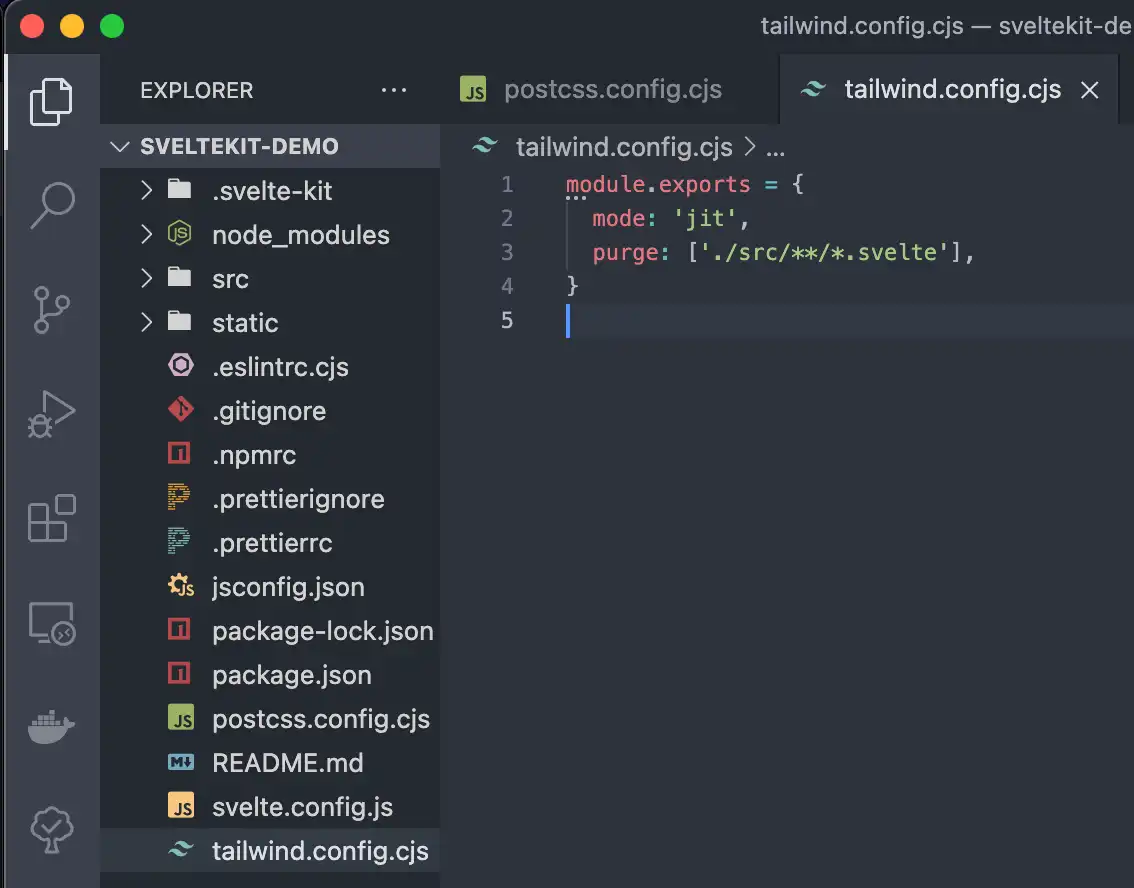 tailwind.config.cjs — sveltekit-de
EXPLORER
postcss.config.cjs
tailwind.config.cjs
SVELTEKIT-DEMO
tailwind.config.cjs > ...
.svelte-kit
node_modules
src
static
.eslintrc.cjs
.gitignore
.npmrc
.prettierignore
.prettierrc
jsconfig.json
package-lock.json
package.json
postcss.config.cjs
README.md
svelte.config.js
tailwind.config.cjs
1 module.exports = {
2 mode: 'jit',
3 purge: ['./src/**/*.svelte'],
4 }
5